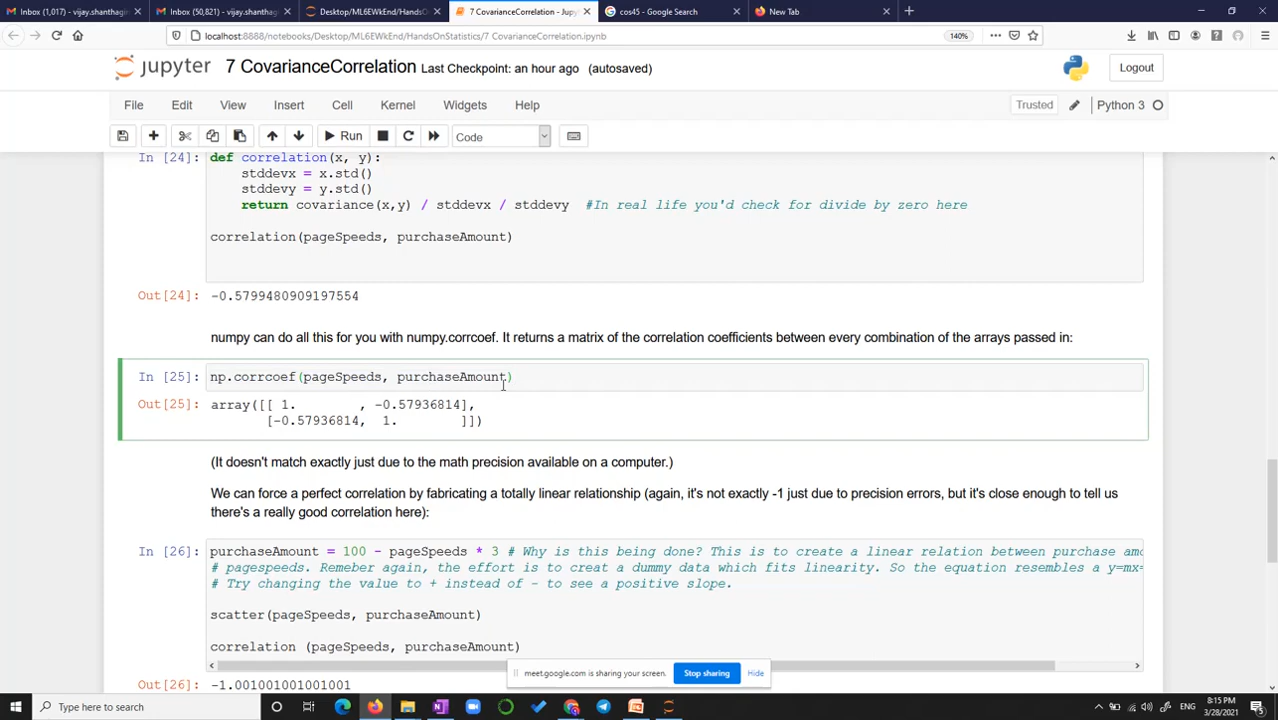 Inbox (1,017) - vijay.shanthagi
Inbox (50,821) - vijay.shanthag
Desktop/ML6EWkEnd/HandsOn
7 CovarianceCorrelation - Jupyt
cos45 - Google Search
New Tab
localhost:8888/notebooks/Desktop/ML6EWkEnd/HandsOnStatistics/7 CovarianceCorrelation.ipynb
140%
jupyter 7 CovarianceCorrelation Last Checkpoint: an hour ago (autosaved)
Logout
File Edit View Insert Cell Kernel Widgets Help
Trusted Python 3
Run
Code
In [24]: def correlation(x, y):
stddevx = x.std()
stddevy = y.std()
return covariance(x,y) / stddevx / stddevy #In real life you'd check for divide by zero here
correlation(pageSpeeds, purchaseAmount)
Out[24]: -0.5799480909197554
numpy can do all this for you with numpy.corrcoef. It returns a matrix of the correlation coefficients between every combination of the arrays passed in:
In [25]: np.corrcoef(pageSpeeds, purchaseAmount)
Out[25]: array([[ 1. , -0.57936814],
[-0.57936814, 1. ]])
(It doesn't match exactly just due to the math precision available on a computer.)
We can force a perfect correlation by fabricating a totally linear relationship (again, it's not exactly -1 just due to precision errors, but it's close enough to tell us
there's a really good correlation here):
In [26]: purchaseAmount = 100 - pageSpeeds * 3 # Why is this being done? This is to create a linear relation between purchase amo
# pagespeeds. Remeber again, the effort is to creat a dummy data which fits linearity. So the equation resembles a y=mx=
# Try changing the value to + instead of - to see a positive slope.
scatter(pageSpeeds, purchaseAmount)
correlation (pageSpeeds, purchaseAmount)
meet.google.com is sharing your screen.
Stop sharing
Hide
Out[26]: -1.001001001001001
Type here to search
8:15 PM
3/28/2021